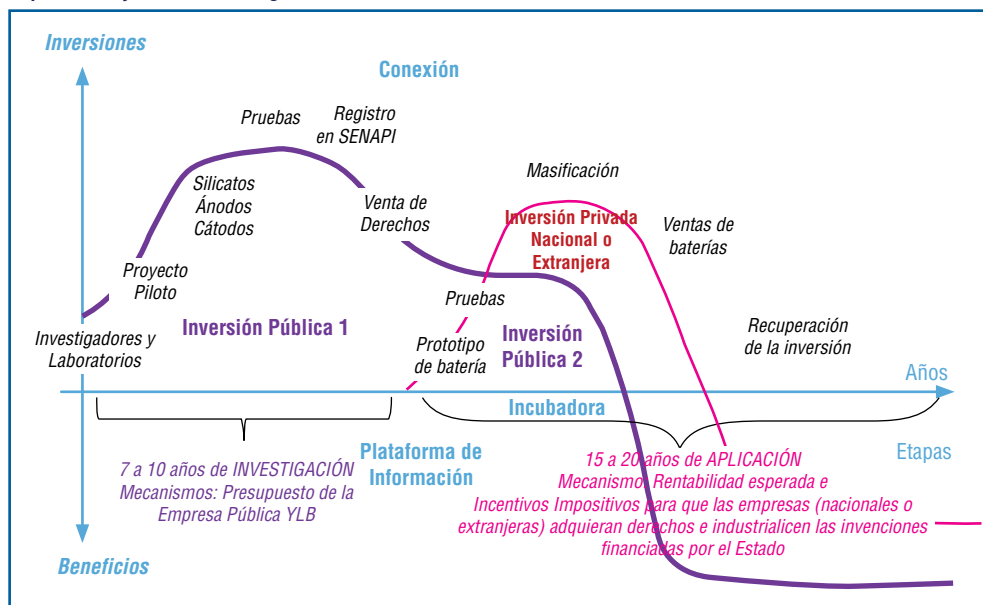 Inversiones
Conexión
Pruebas
Registro
en SENAPI
Masificación
Silicatos
Ánodos
Cátodos
Venta de
Derechos
Inversión Privada
Nacional o
Extranjera
Ventas de
baterías
Proyecto
Piloto
Pruebas
Investigadores y
Laboratorios
Inversión Pública 1
Prototipo
de batería
Inversión
Pública 2
Recuperación
de la inversión
Años
Incubadora
Plataforma de
Información
Etapas
7 a 10 años de INVESTIGACIÓN
Mecanismos: Presupuesto de la
Empresa Pública YLB
15 a 20 años de APLICACIÓN
Mecanismo: Rentabilidad esperada e
Incentivos Impositivos para que las empresas (nacionales o
extranjeras) adquieran derechos e industrialicen las invenciones
financiadas por el Estado
Beneficios